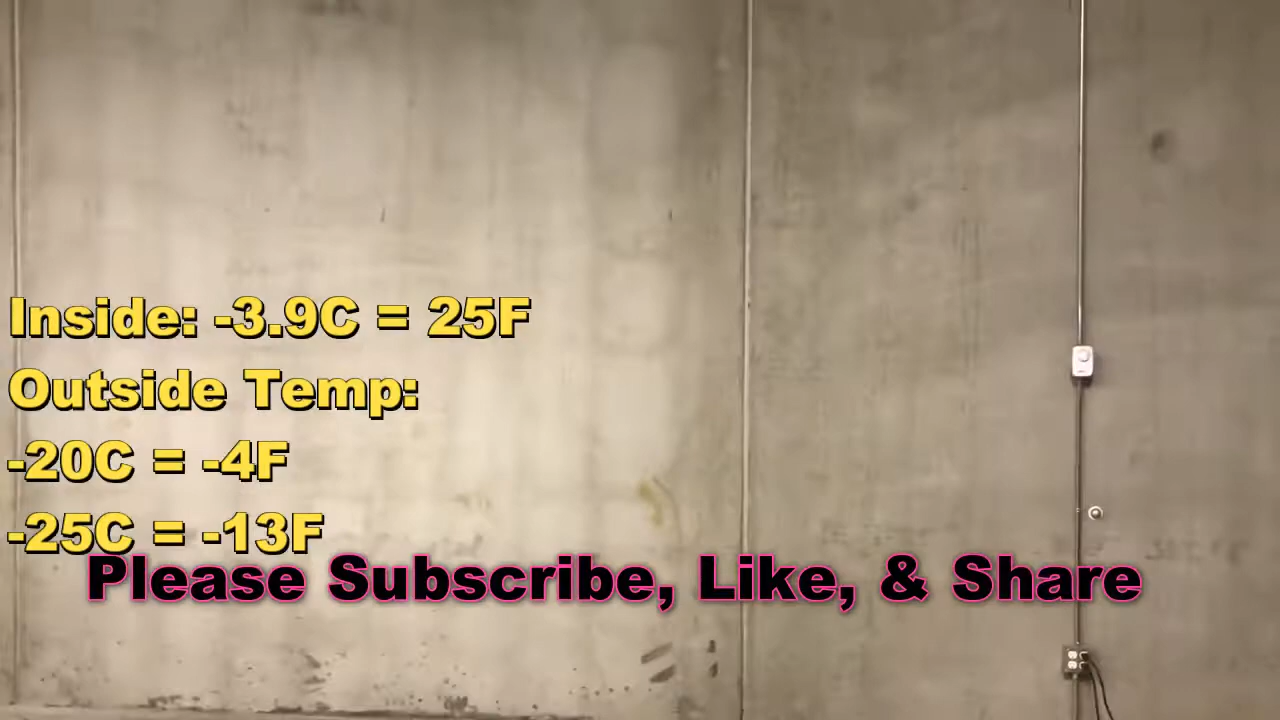 Inside: -3.9C = 25F
Outside Temp:
-20C = -4F
-25C = -13F
Please Subscribe, Like, & Share